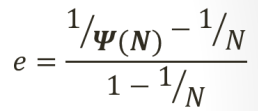 e = (1/Ψ(N) − 1/N) / (1 − 1/N)